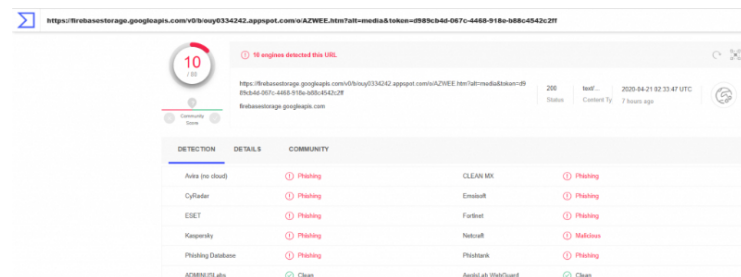 https://firebasestorage.googleapis.com/v0/b/ouy0334242.appspot.com/o/AZWEE.htm?alt=media&token=d989cb4d-067c-4468-918e-b88c4542c2ff
10
/ 80
Community
Score
10 engines detected this URL
https://firebasestorage.googleapis.com/v0/b/ouy0334242.appspot.com/o/AZWEE.htm?alt=media&token=d9
89cb4d-067c-4468-918e-b88c4542c2ff
firebasestorage.googleapis.com
200
Status
text/...
Content Ty
2020-04-21 02:33:47 UTC
7 hours ago
DETECTION DETAILS COMMUNITY
Avira (no cloud) Phishing CLEAN MX Phishing
CyRadar Phishing Emsisoft Phishing
ESET Phishing Fortinet Phishing
Kaspersky Phishing Netcraft Malicious
Phishing Database Phishing Phishtank Phishing
ADMINUSLabs Clean AegisLab WebGuard Clean